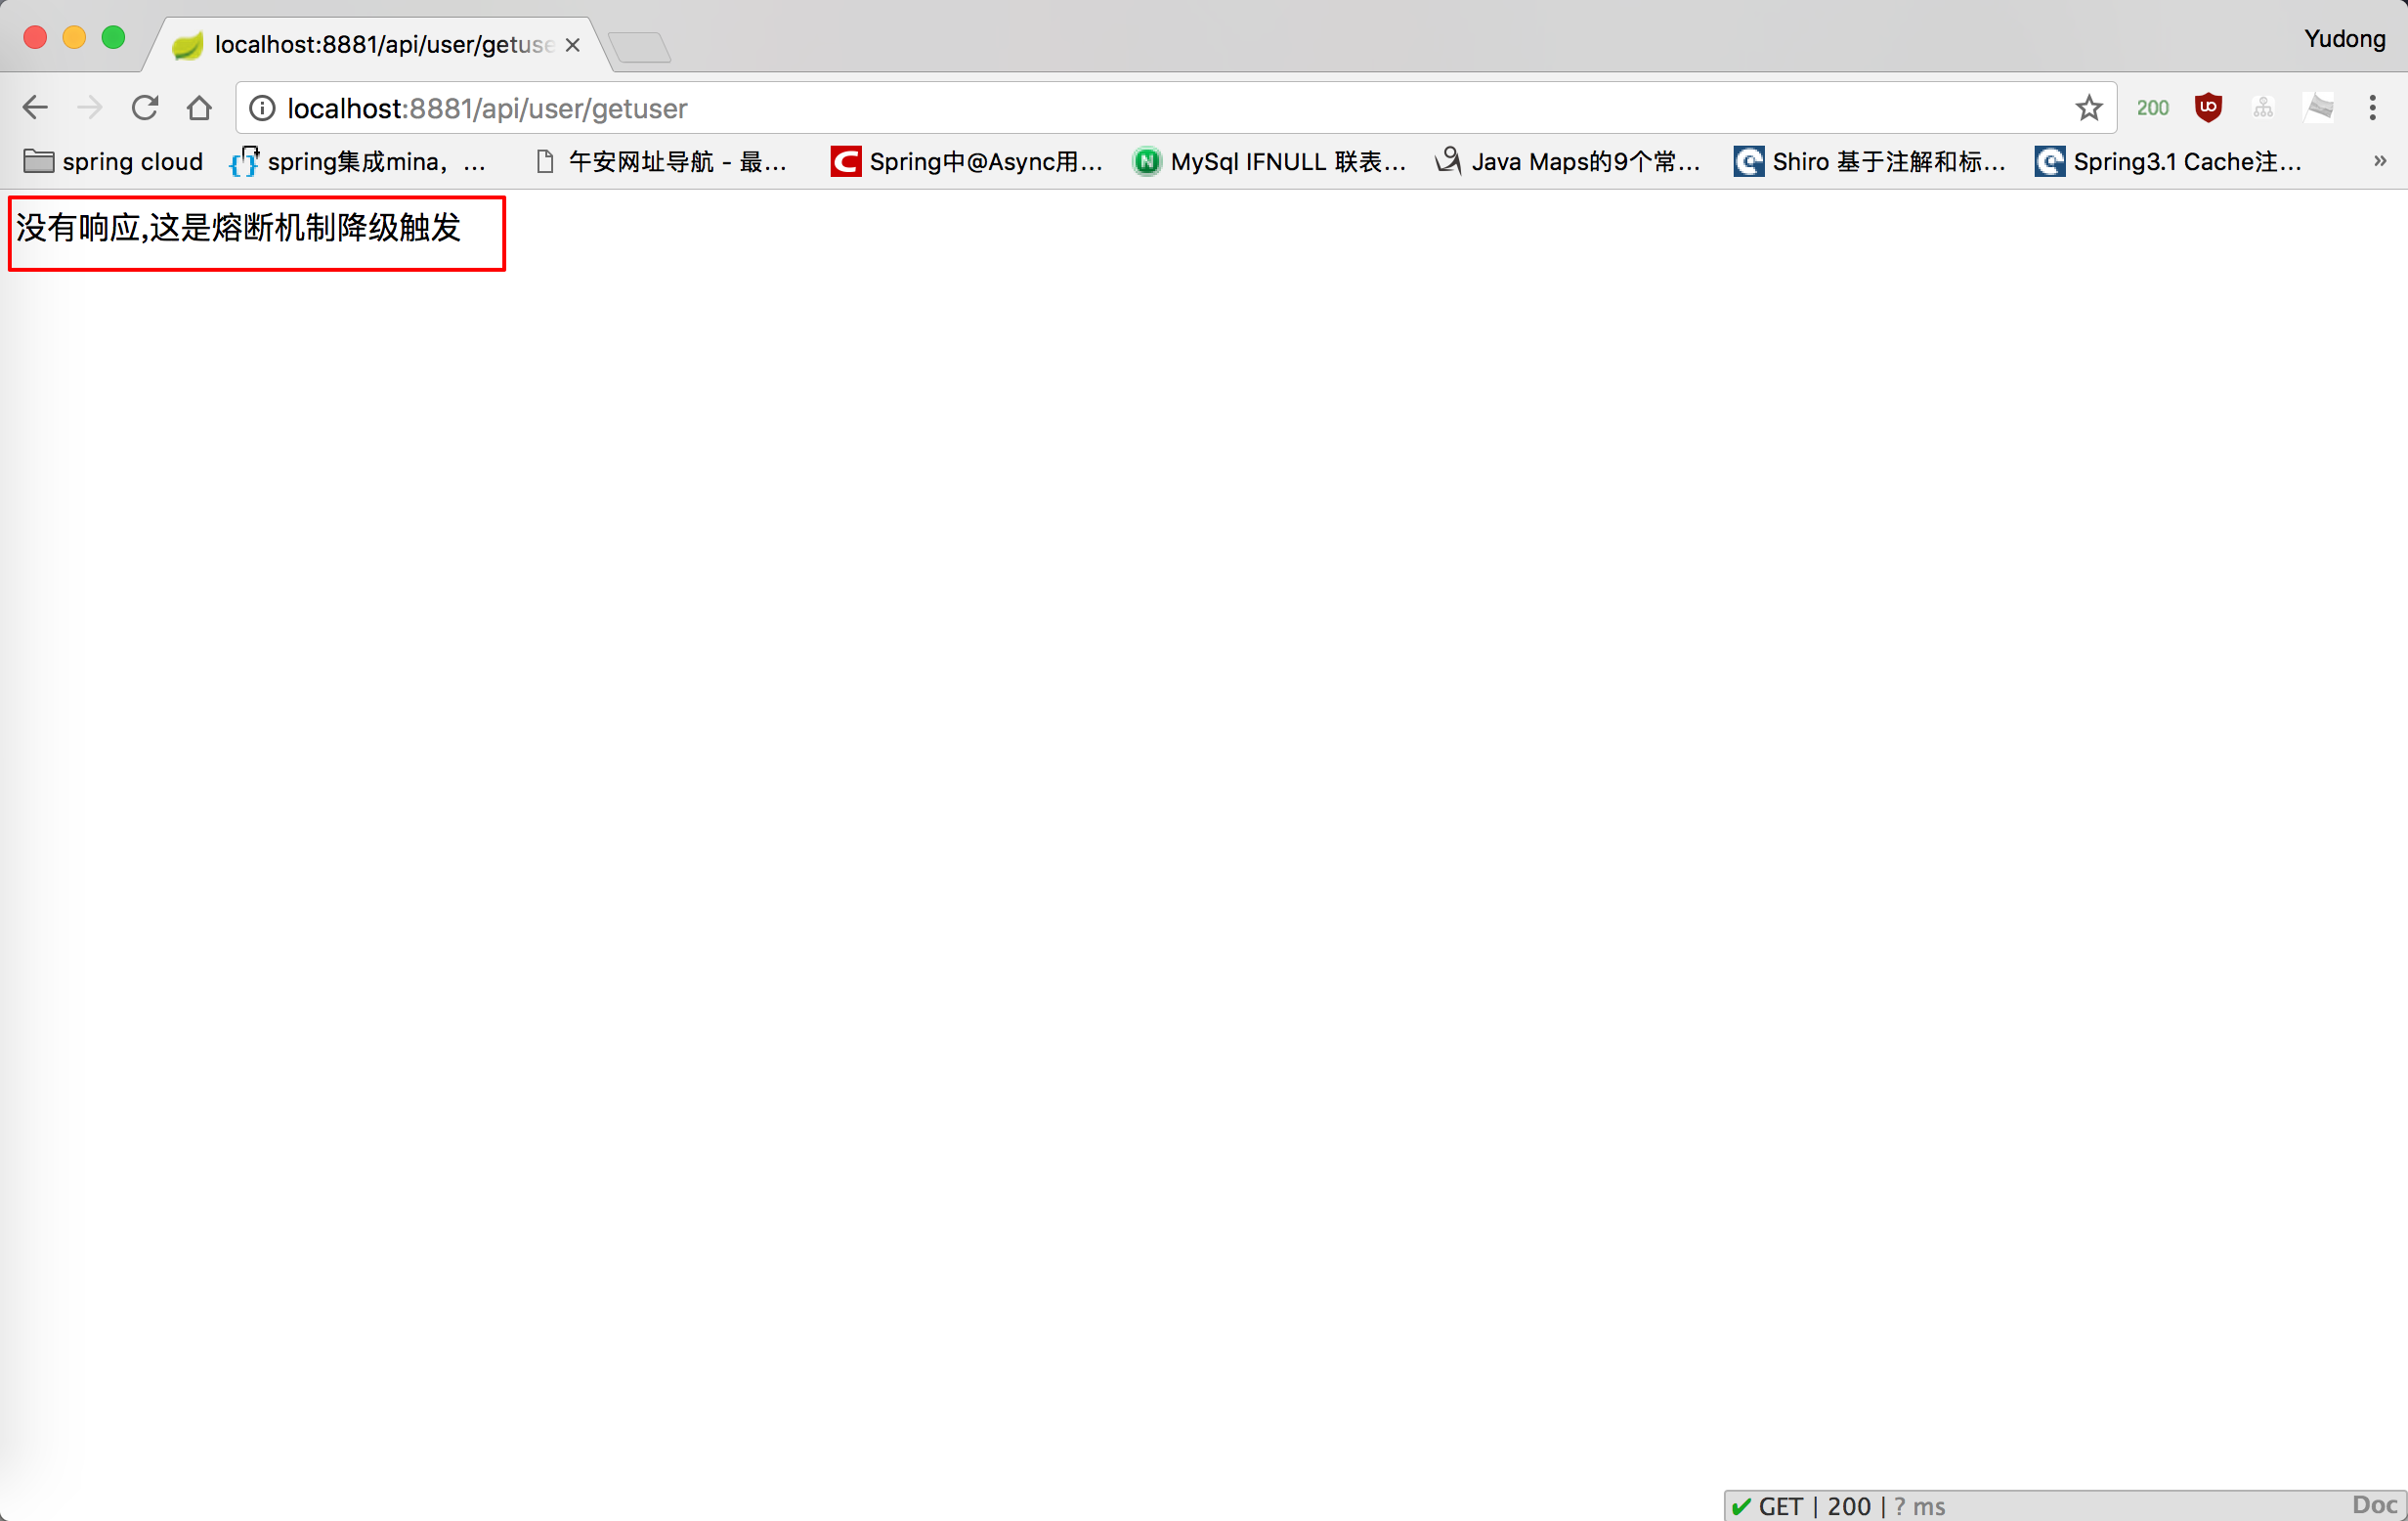 localhost:8881/api/user/getuse
Yudong
localhost:8881/api/user/getuser
200
spring cloud
spring集成mina，...
午安网址导航 - 最...
Spring中@Async用...
MySql IFNULL 联表...
Java Maps的9个常...
Shiro 基于注解和标...
Spring3.1 Cache注...
»
没有响应,这是熔断机制降级触发
GET | 200 | ? ms
Doc